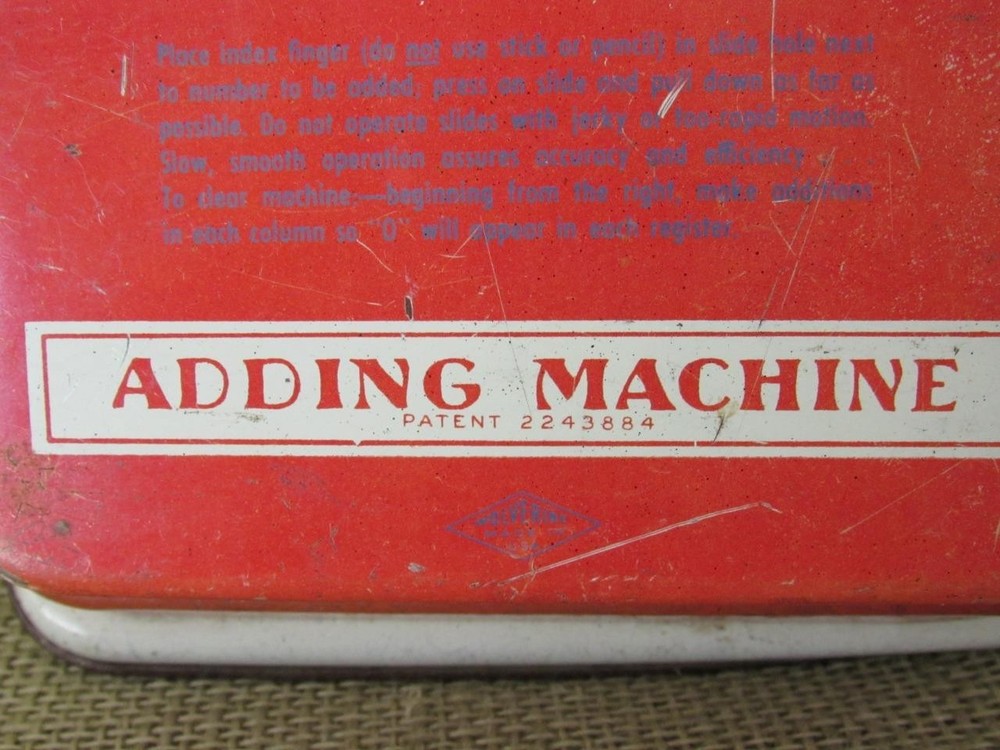 Place index finger (do not use stick or pencil) in slide hole next
to number to be added; press on slide and pull down as far as
possible. Do not operate slides with jerky or too-rapid motion.
Slow, smooth operation assures accuracy and efficiency . . .
To clear machine:—beginning from the right, make additions
in each column so "0" will appear in each register.
ADDING MACHINE
PATENT 2243884
WOLVERINE